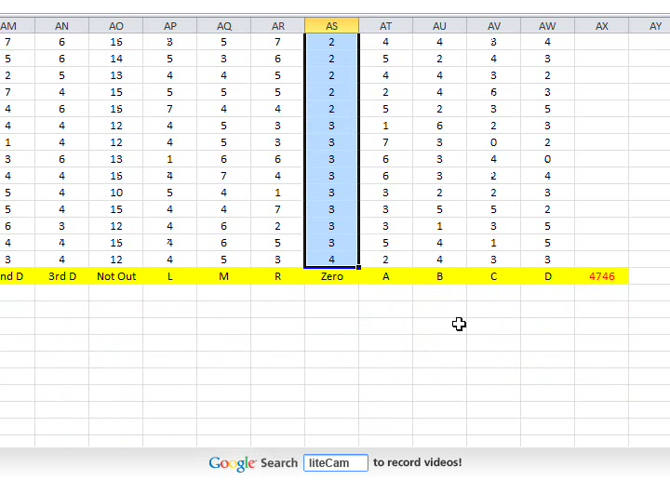 AM AN AO AP AQ AR AS AT AU AV AW AX AY
7 6 3 5 7 2 4 4 3 4
5 6 14 5 3 6 2 5 2 4 3
2 5 13 4 4 5 2 4 4 3 2
7 4 15 5 5 5 2 2 4 6 3
4 6 16 7 4 4 2 5 2 3 5
4 4 12 4 5 3 3 1 6 2 3
1 4 12 4 5 3 3 7 3 0 2
3 6 13 1 6 6 3 6 3 4 0
4 4 4 7 4 3 6 3 2 4
5 4 10 5 4 1 3 3 2 2 3
5 4 15 4 4 7 3 3 5 5 2
6 3 12 4 6 2 3 3 1 3 5
4 4 4 6 5 3 5 4 1 5
3 4 12 4 5 3 4 2 4 3 3
nd D 3rd D Not Out L M R Zero A B C D 4746
Google Search liteCam to record videos!